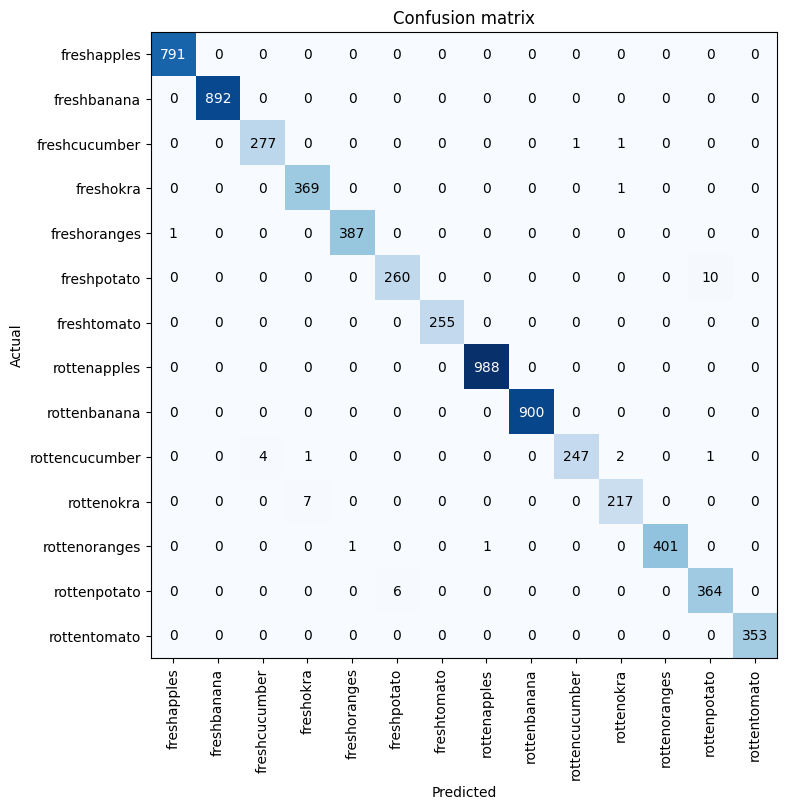 Confusion matrix
freshapples 791 0 0 0 0 0 0 0 0 0 0 0 0 0
freshbanana 0 892 0 0 0 0 0 0 0 0 0 0 0 0
freshcucumber 0 0 277 0 0 0 0 0 0 1 1 0 0 0
freshokra 0 0 0 369 0 0 0 0 0 0 1 0 0 0
freshoranges 1 0 0 0 387 0 0 0 0 0 0 0 0 0
freshpotato 0 0 0 0 0 260 0 0 0 0 0 0 10 0
freshtomato 0 0 0 0 0 0 255 0 0 0 0 0 0 0
Actual
rottenapples 0 0 0 0 0 0 0 988 0 0 0 0 0 0
rottenbanana 0 0 0 0 0 0 0 0 900 0 0 0 0 0
rottencucumber 0 0 4 1 0 0 0 0 0 247 2 0 1 0
rottenokra 0 0 0 7 0 0 0 0 0 0 217 0 0 0
rottenoranges 0 0 0 0 1 0 0 1 0 0 0 401 0 0
rottenpotato 0 0 0 0 0 6 0 0 0 0 0 0 364 0
rottentomato 0 0 0 0 0 0 0 0 0 0 0 0 0 353
freshapples
freshbanana
freshcucumber
freshokra
freshoranges
freshpotato
freshtomato
rottenapples
rottenbanana
rottencucumber
rottenokra
rottenoranges
rottenpotato
rottentomato
Predicted